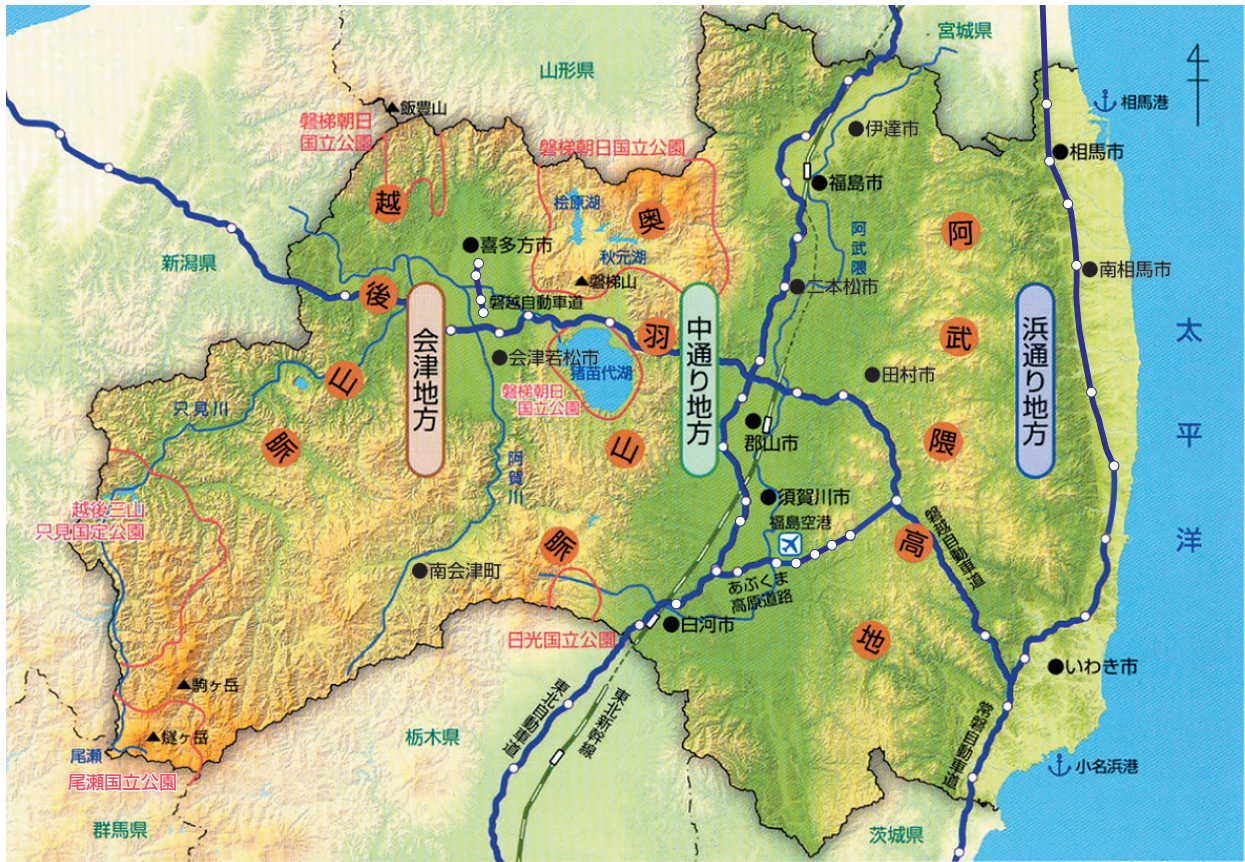 宮城県
山形県
飯豊山
相馬港
磐梯朝日
国立公園
伊達市
磐梯朝日国立公園
相馬市
福島市
越
桧原湖
奥
阿
喜多方市
秋元湖
阿武隈川
新潟県
磐梯山
南相馬市
二本松市
後
磐越自動車道
会津地方
中通り地方
浜通り地方
羽
武
太平洋
会津若松市
猪苗代湖
田村市
山
磐梯朝日
国立公園
只見川
脈
山
郡山市
隈
阿賀川
須賀川市
越後三山
只見国定公園
福島空港
磐越自動車道
脈
高
南会津町
あぶくま
高原道路
白河市
日光国立公園
地
いわき市
駒ヶ岳
東北自動車道
東北新幹線
常磐自動車道
栃木県
燧ヶ岳
尾瀬
小名浜港
尾瀬国立公園
群馬県
茨城県